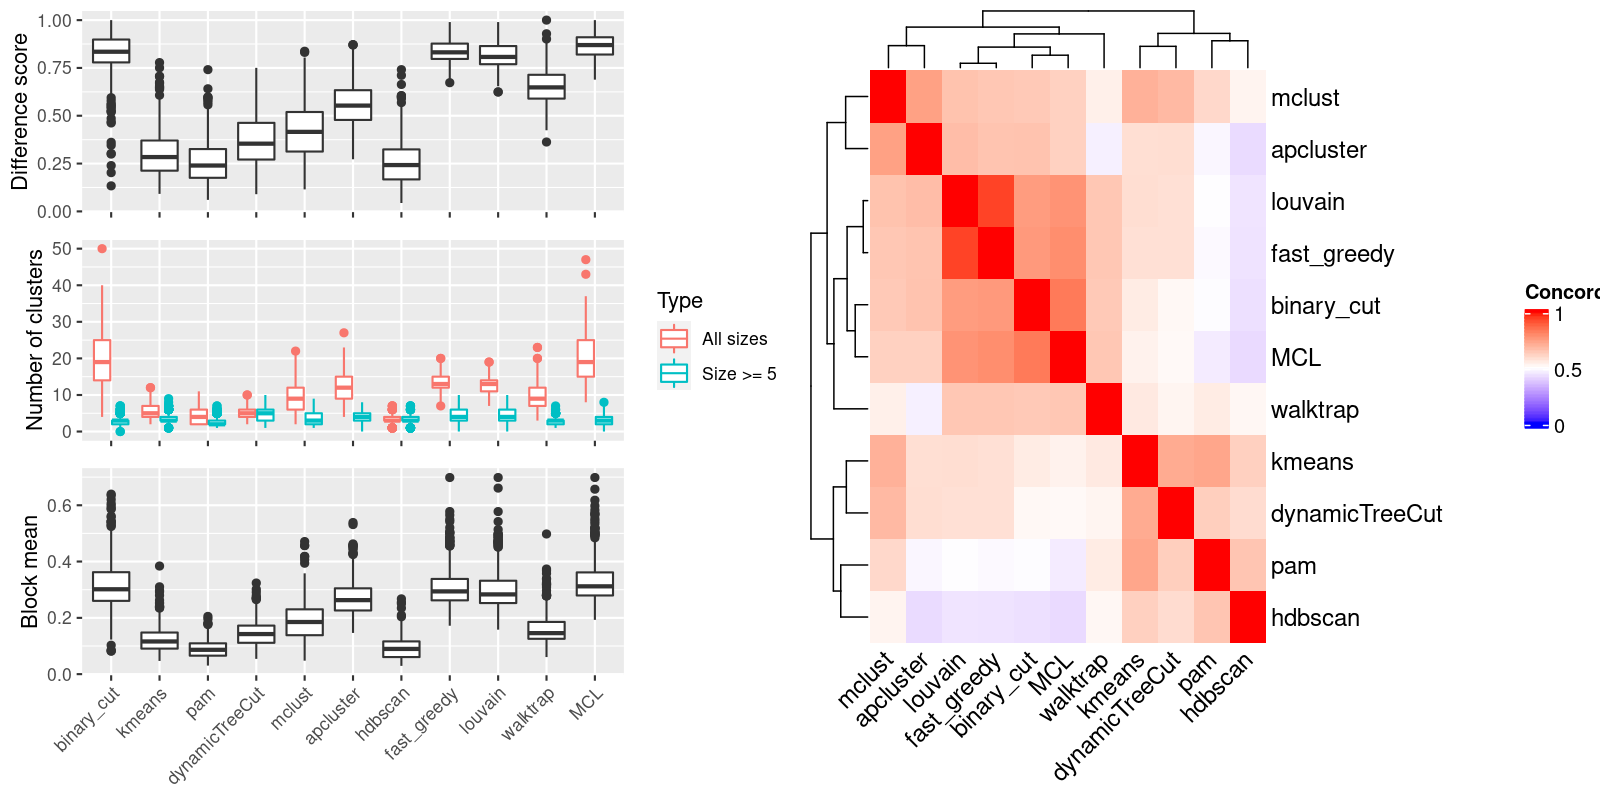 Difference score
1.00
0.75
0.50
0.25
0.00
Number of clusters
50
40
30
20
10
0
Block mean
0.6
0.4
0.2
0.0
binary_cut
kmeans
pam
dynamicTreeCut
mclust
apcluster
hdbscan
fast_greedy
louvain
walktrap
MCL
Type
All sizes
Size >= 5
mclust
apcluster
louvain
fast_greedy
binary_cut
MCL
walktrap
kmeans
dynamicTreeCut
pam
hdbscan
mclust
apcluster
louvain
fast_greedy
binary_cut
MCL
walktrap
kmeans
dynamicTreeCut
pam
hdbscan
Concord
1
0.5
0